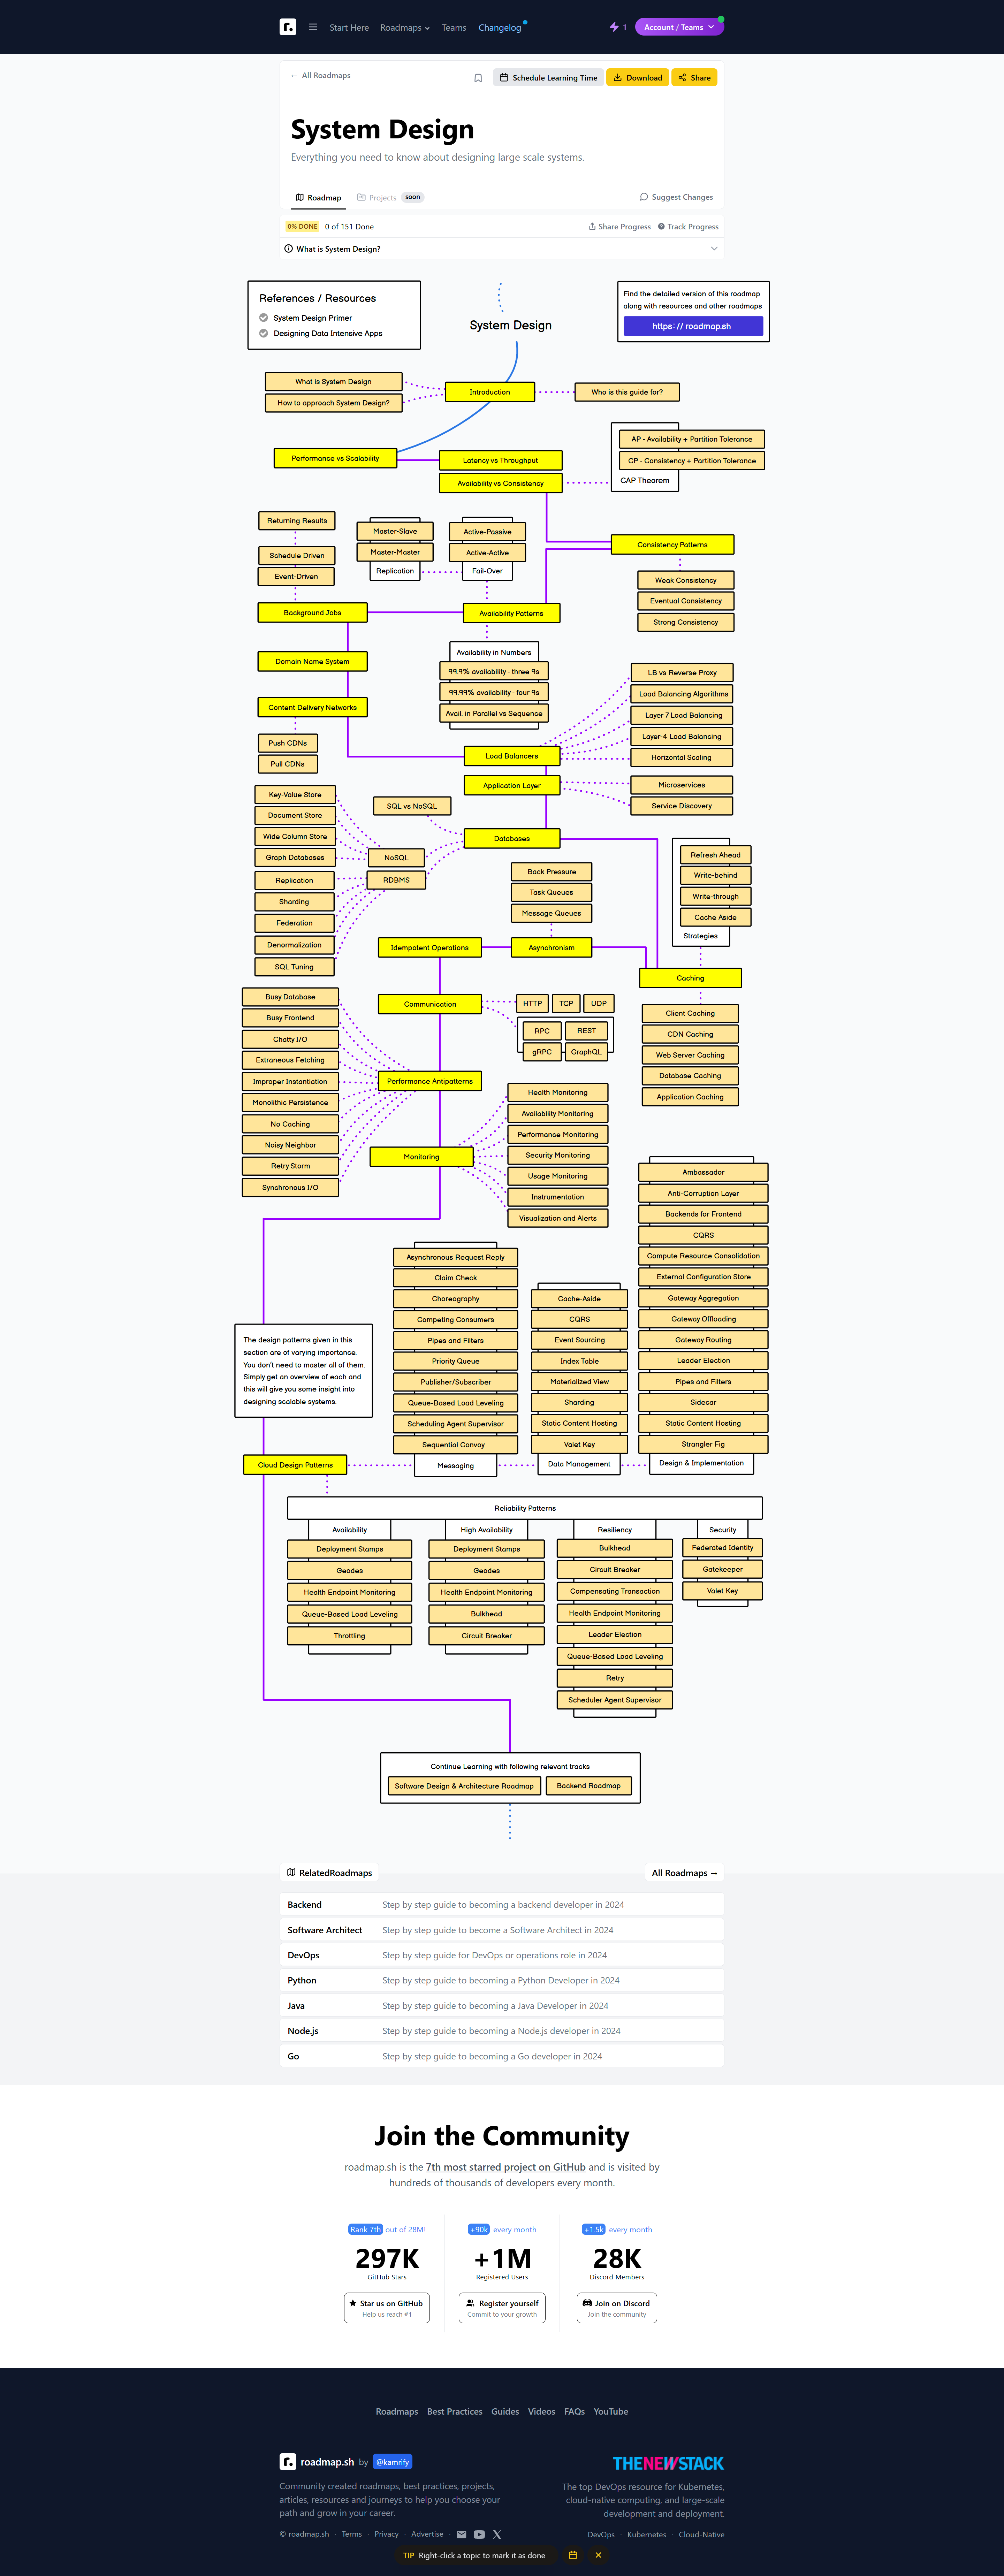 r.
Start Here
Roadmaps
Teams
Changelog
1
Account / Teams
← All Roadmaps
Schedule Learning Time
Download
Share
System Design
Everything you need to know about designing large scale systems.
Roadmap
Projects
soon
Suggest Changes
0% DONE
0 of 151 Done
Share Progress
Track Progress
What is System Design?
References / Resources
System Design Primer
Designing Data Intensive Apps
System Design
Find the detailed version of this roadmap
along with resources and other roadmaps
https://roadmap.sh
What is System Design
How to approach System Design?
Introduction
Who is this guide for?
Performance vs Scalability
Latency vs Throughput
Availability vs Consistency
AP - Availability + Partition Tolerance
CP - Consistency + Partition Tolerance
CAP Theorem
Returning Results
Schedule Driven
Event-Driven
Background Jobs
Master-Slave
Master-Master
Replication
Active-Passive
Active-Active
Fail-Over
Availability Patterns
Consistency Patterns
Weak Consistency
Eventual Consistency
Strong Consistency
Domain Name System
Content Delivery Networks
Push CDNs
Pull CDNs
Availability in Numbers
99.9% availability - three 9s
99.99% availability - four 9s
Avail. in Parallel vs Sequence
Load Balancers
LB vs Reverse Proxy
Load Balancing Algorithms
Layer 7 Load Balancing
Layer-4 Load Balancing
Horizontal Scaling
Application Layer
Microservices
Service Discovery
Key-Value Store
Document Store
Wide Column Store
Graph Databases
SQL vs NoSQL
NoSQL
RDBMS
Databases
Replication
Sharding
Federation
Denormalization
SQL Tuning
Back Pressure
Task Queues
Message Queues
Idempotent Operations
Asynchronism
Refresh Ahead
Write-behind
Write-through
Cache Aside
Strategies
Caching
Client Caching
CDN Caching
Web Server Caching
Database Caching
Application Caching
Communication
HTTP
TCP
UDP
RPC
REST
gRPC
GraphQL
Busy Database
Busy Frontend
Chatty I/O
Extraneous Fetching
Improper Instantiation
Monolithic Persistence
No Caching
Noisy Neighbor
Retry Storm
Synchronous I/O
Performance Antipatterns
Monitoring
Health Monitoring
Availability Monitoring
Performance Monitoring
Security Monitoring
Usage Monitoring
Instrumentation
Visualization and Alerts
The design patterns given in this
section are of varying importance.
You don't need to master all of them.
Simply get an overview of each and
this will give you some insight into
designing scalable systems.
Cloud Design Patterns
Asynchronous Request Reply
Claim Check
Choreography
Competing Consumers
Pipes and Filters
Priority Queue
Publisher/Subscriber
Queue-Based Load Leveling
Scheduling Agent Supervisor
Sequential Convoy
Messaging
Cache-Aside
CQRS
Event Sourcing
Index Table
Materialized View
Sharding
Static Content Hosting
Valet Key
Data Management
Ambassador
Anti-Corruption Layer
Backends for Frontend
CQRS
Compute Resource Consolidation
External Configuration Store
Gateway Aggregation
Gateway Offloading
Gateway Routing
Leader Election
Pipes and Filters
Sidecar
Static Content Hosting
Strangler Fig
Design & Implementation
Reliability Patterns
Availability
Deployment Stamps
Geodes
Health Endpoint Monitoring
Queue-Based Load Leveling
Throttling
High Availability
Deployment Stamps
Geodes
Health Endpoint Monitoring
Bulkhead
Circuit Breaker
Resiliency
Bulkhead
Circuit Breaker
Compensating Transaction
Health Endpoint Monitoring
Leader Election
Queue-Based Load Leveling
Retry
Scheduler Agent Supervisor
Security
Federated Identity
Gatekeeper
Valet Key
Continue Learning with following relevant tracks
Software Design & Architecture Roadmap
Backend Roadmap
RelatedRoadmaps
All Roadmaps →
Backend
Step by step guide to becoming a backend developer in 2024
Software Architect
Step by step guide to become a Software Architect in 2024
DevOps
Step by step guide for DevOps or operations role in 2024
Python
Step by step guide to becoming a Python Developer in 2024
Java
Step by step guide to becoming a Java Developer in 2024
Node.js
Step by step guide to becoming a Node.js developer in 2024
Go
Step by step guide to becoming a Go developer in 2024
Join the Community
roadmap.sh is the 7th most starred project on GitHub and is visited by
hundreds of thousands of developers every month.
Rank 7th out of 28M!
297K
GitHub Stars
Star us on GitHub
Help us reach #1
+90k every month
+1M
Registered Users
Register yourself
Commit to your growth
+1.5k every month
28K
Discord Members
Join on Discord
Join the community
Roadmaps
Best Practices
Guides
Videos
FAQs
YouTube
r. roadmap.sh by @kamrify
Community created roadmaps, best practices, projects,
articles, resources and journeys to help you choose your
path and grow in your career.
© roadmap.sh · Terms · Privacy · Advertise ·
THENEWSTACK
The top DevOps resource for Kubernetes,
cloud-native computing, and large-scale
development and deployment.
DevOps · Kubernetes · Cloud-Native
TIP Right-click a topic to mark it as done